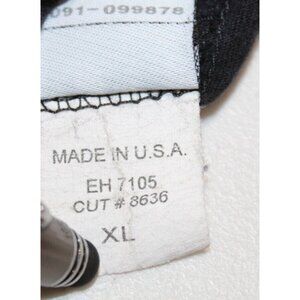 091-099878
MADE IN U.S.A.
EH 7105
CUT # 8636
XL